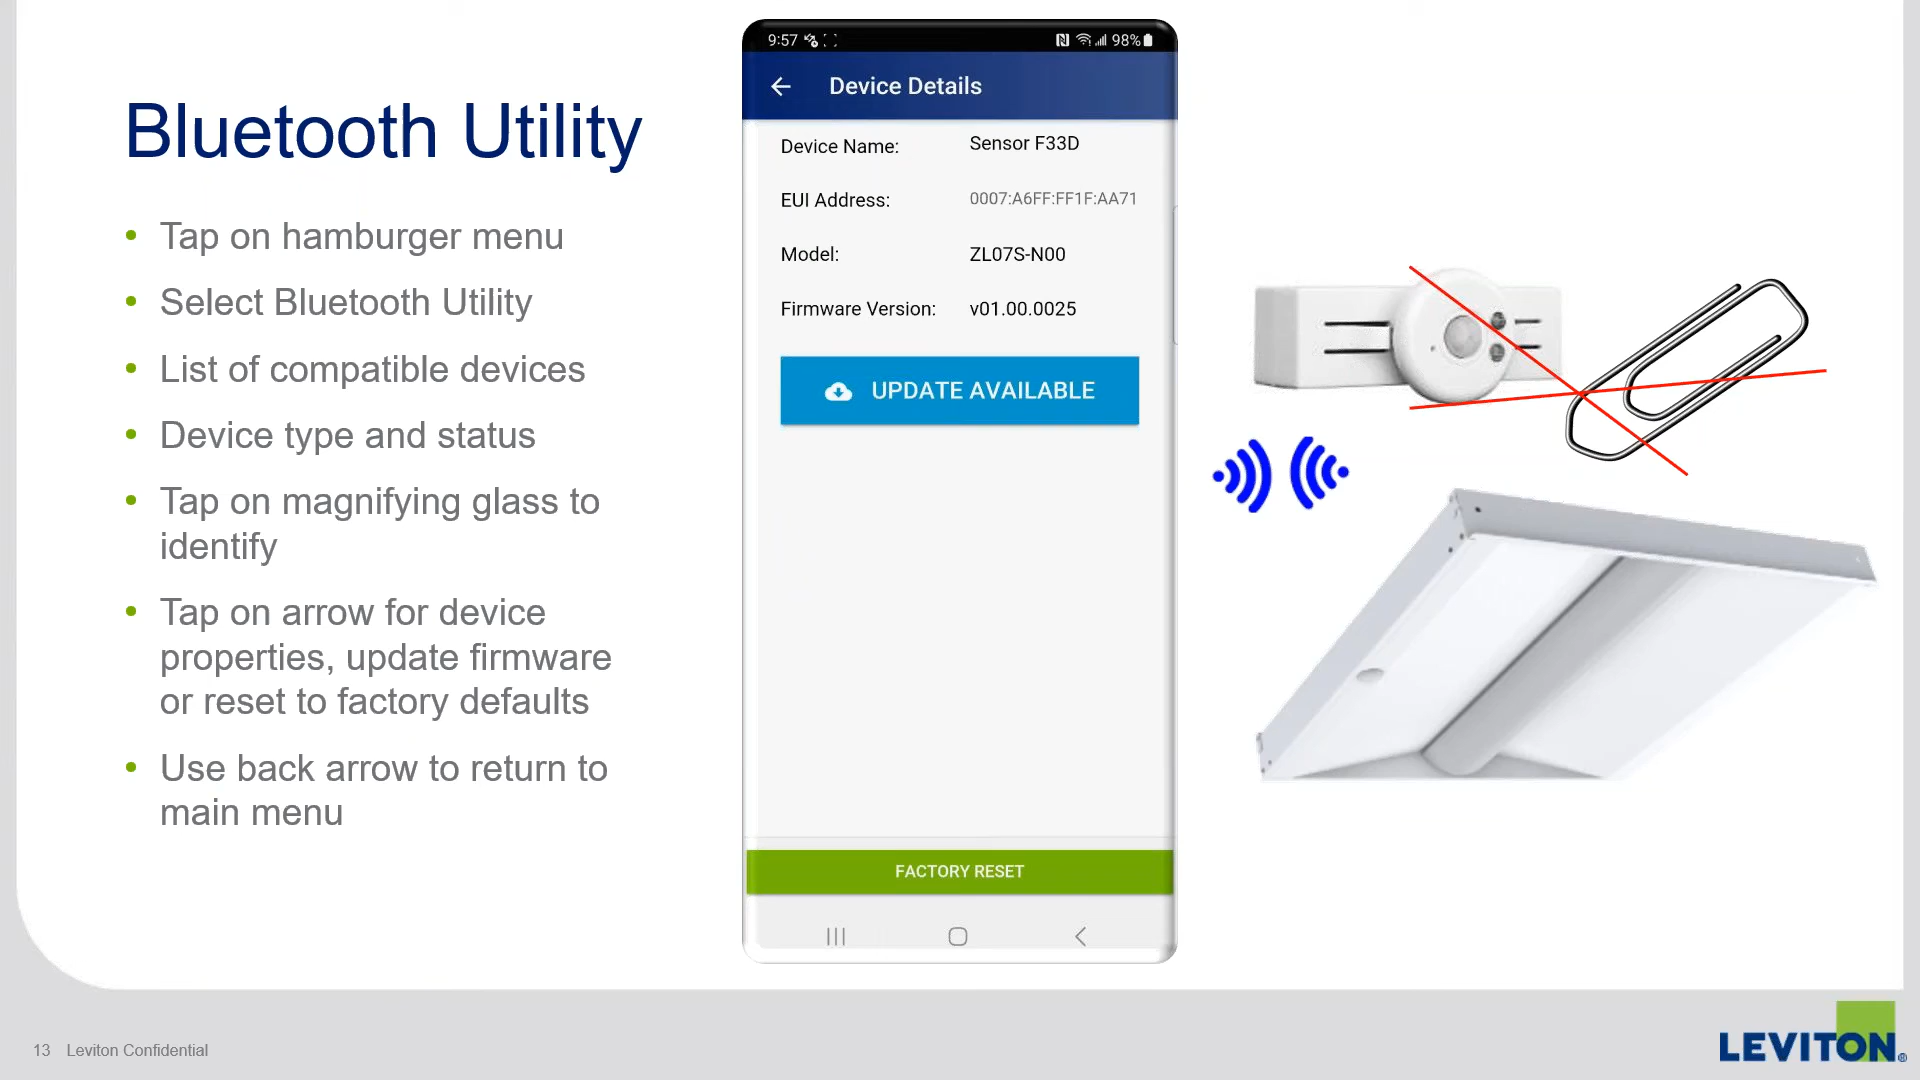 Bluetooth Utility
• Tap on hamburger menu
• Select Bluetooth Utility
• List of compatible devices
• Device type and status
• Tap on magnifying glass to
identify
• Tap on arrow for device
properties, update firmware
or reset to factory defaults
• Use back arrow to return to
main menu
9:57
98%
Device Details
Device Name: Sensor F33D
EUI Address: 0007:A6FF:FF1F:AA71
Model: ZL07S-N00
Firmware Version: v01.00.0025
UPDATE AVAILABLE
FACTORY RESET
13 Leviton Confidential
LEVITON®